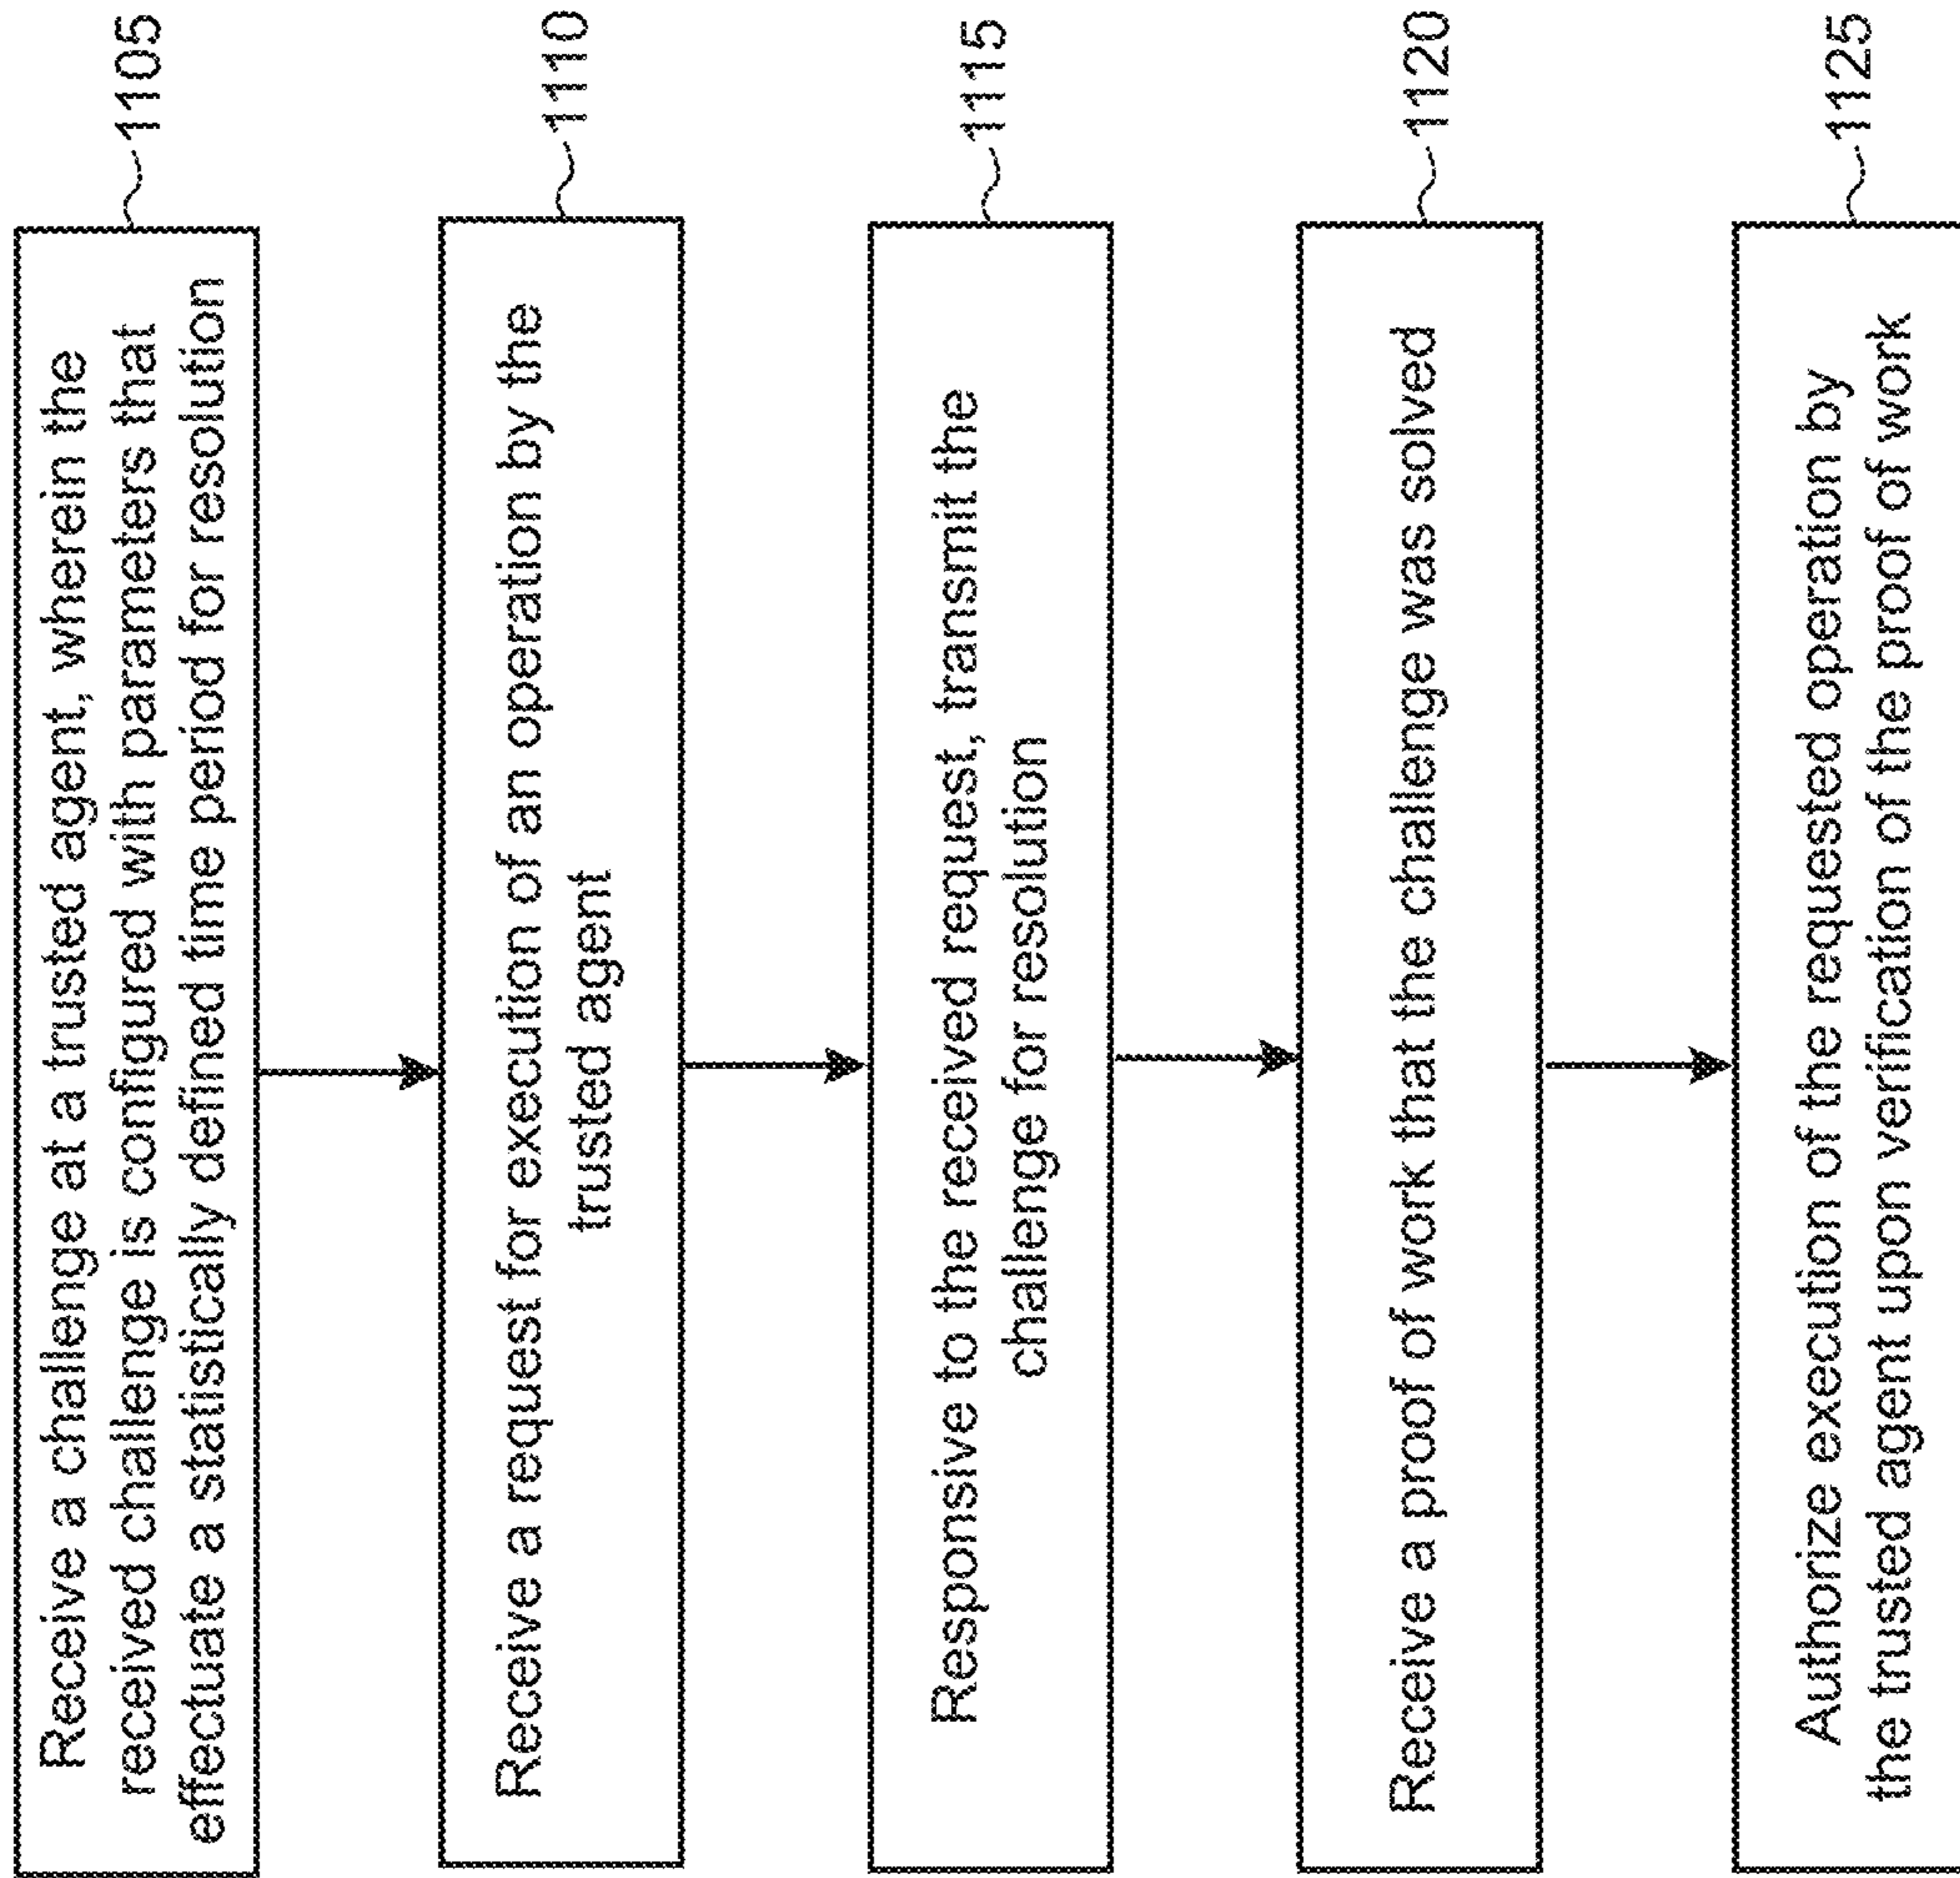 Receive a challenge at a trusted agent, wherein the
received challenge is configured with parameters that
effectuate a statistically defined time period for resolution
1105
Receive a request for execution of an operation by the
trusted agent
1110
Responsive to the received request, transmit the
challenge for resolution
1115
Receive a proof of work that the challenge was solved
1120
Authorize execution of the requested operation by
the trusted agent upon verification of the proof of work
1125